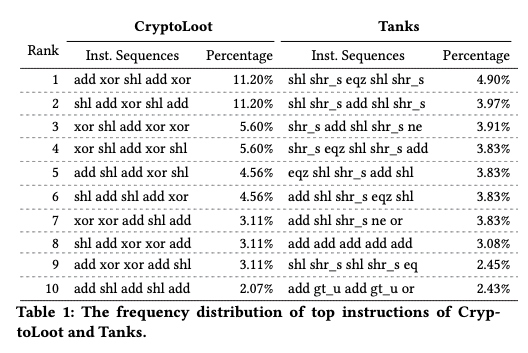 CryptoLoot Tanks
Rank Inst. Sequences Percentage Inst. Sequences Percentage
1 add xor shl add xor 11.20% shl shr_s eqz shl shr_s 4.90%
2 shl add xor shl add 11.20% shl shr_s add shl shr_s 3.97%
3 xor shl add xor xor 5.60% shr_s add shl shr_s ne 3.91%
4 xor shl add xor shl 5.60% shr_s eqz shl shr_s add 3.83%
5 add shl add xor shl 4.56% eqz shl shr_s add shl 3.83%
6 shl add shl add xor 4.56% add shl shr_s eqz shl 3.83%
7 xor xor add shl add 3.11% add shl shr_s ne or 3.83%
8 shl add xor xor add 3.11% add add add add add 3.08%
9 add xor xor add shl 3.11% shl shr_s shl shr_s eq 2.45%
10 add shl add shl add 2.07% add gt_u add gt_u or 2.43%
Table 1: The frequency distribution of top instructions of Cryp-
toLoot and Tanks.